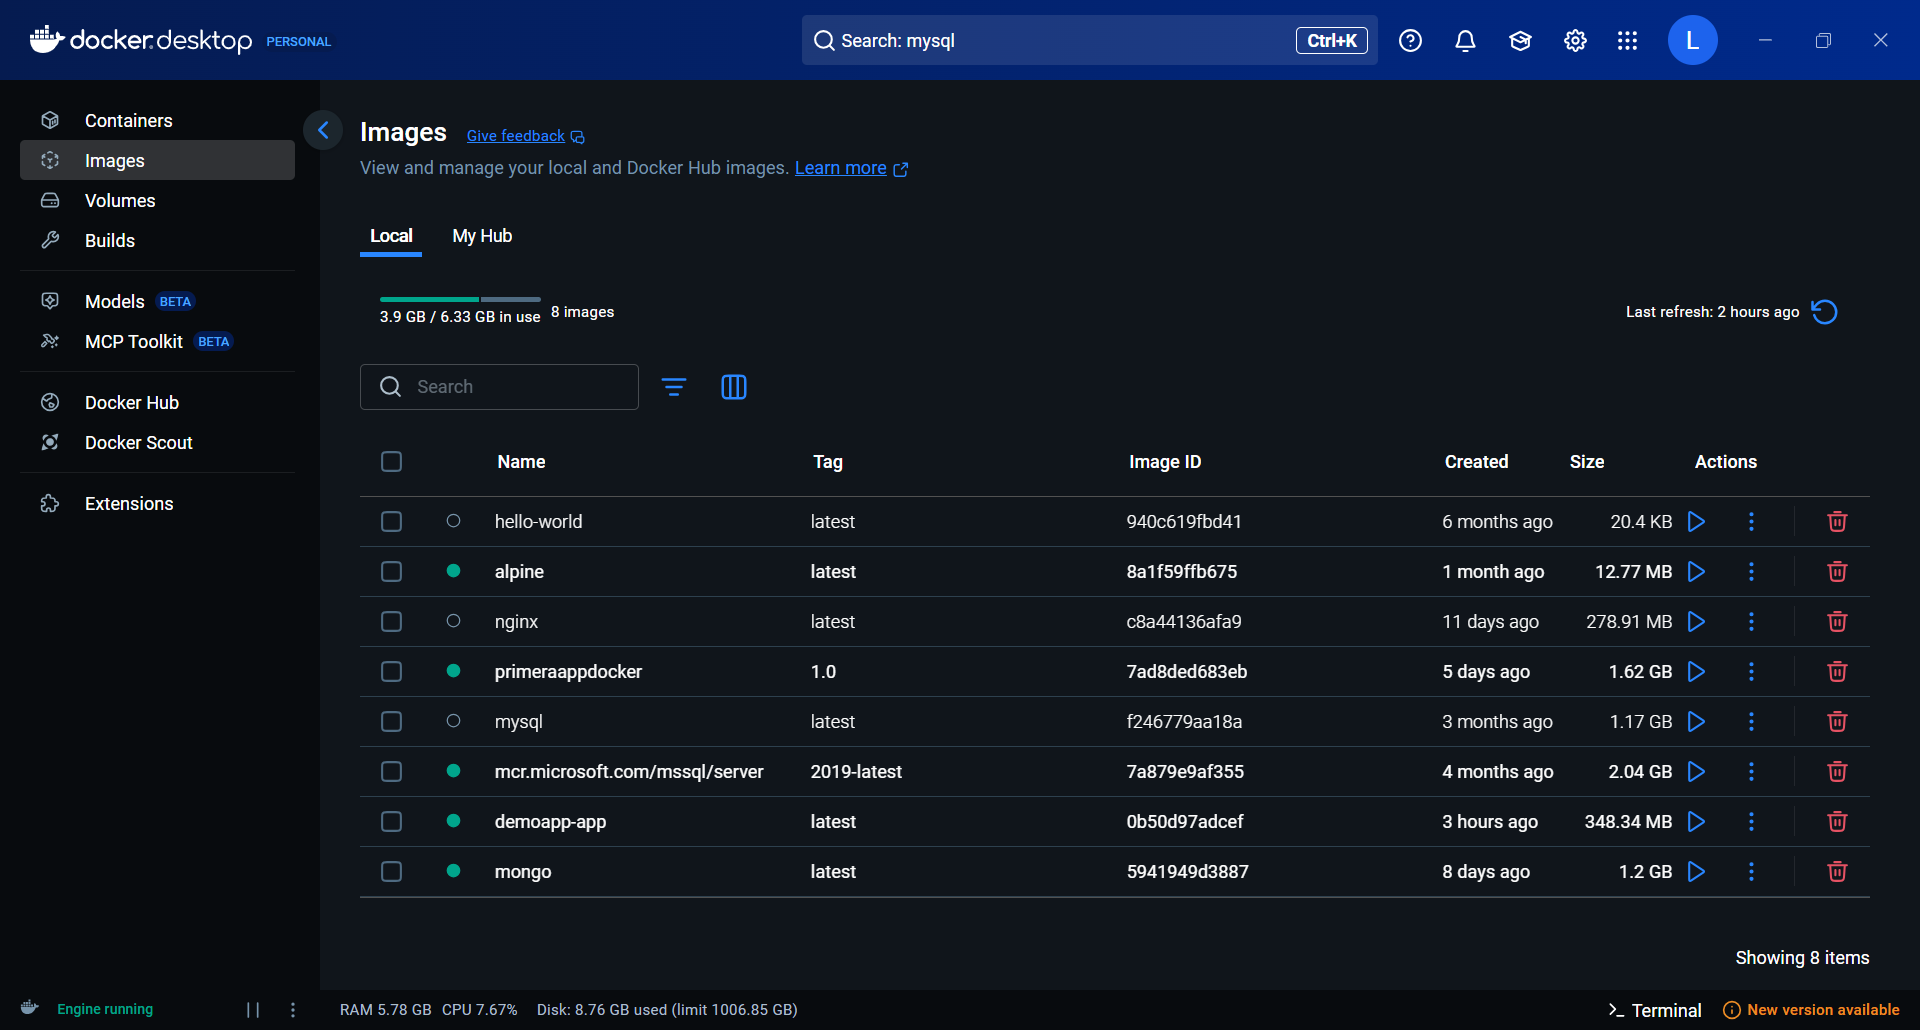 docker.desktop PERSONAL
Search: mysql Ctrl+K
L
Containers
Images
Volumes
Builds
Models BETA
MCP Toolkit BETA
Docker Hub
Docker Scout
Extensions
Images Give feedback
View and manage your local and Docker Hub images. Learn more
Local My Hub
3.9 GB / 6.33 GB in use 8 images
Last refresh: 2 hours ago
Search
Name Tag Image ID Created Size Actions
hello-world latest 940c619fbd41 6 months ago 20.4 KB
alpine latest 8a1f59ffb675 1 month ago 12.77 MB
nginx latest c8a44136afa9 11 days ago 278.91 MB
primeraappdocker 1.0 7ad8ded683eb 5 days ago 1.62 GB
mysql latest f246779aa18a 3 months ago 1.17 GB
mcr.microsoft.com/mssql/server 2019-latest 7a879e9af355 4 months ago 2.04 GB
demoapp-app latest 0b50d97adcef 3 hours ago 348.34 MB
mongo latest 5941949d3887 8 days ago 1.2 GB
Showing 8 items
Engine running
RAM 5.78 GB CPU 7.67% Disk: 8.76 GB used (limit 1006.85 GB)
Terminal
New version available